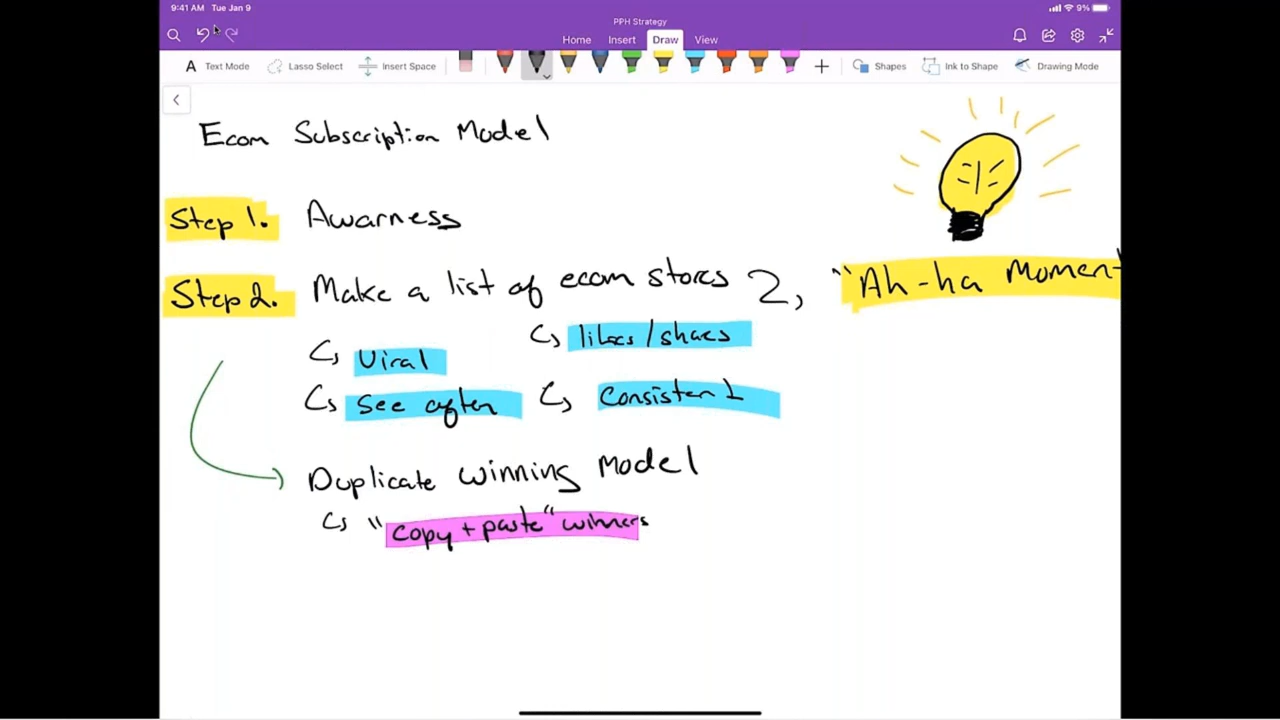 9:41 AM Tue Jan 9
9%
PPH Strategy
Home Insert Draw View
Text Mode Lasso Select Insert Space Shapes Ink to Shape Drawing Mode
Ecom Subscription Model
Step 1. Awarness
Step 2. Make a list of ecom stores 2, "Ah-ha Moment
Viral likes/shares
See often Consistent
Duplicate winning Model
"copy + paste" winners